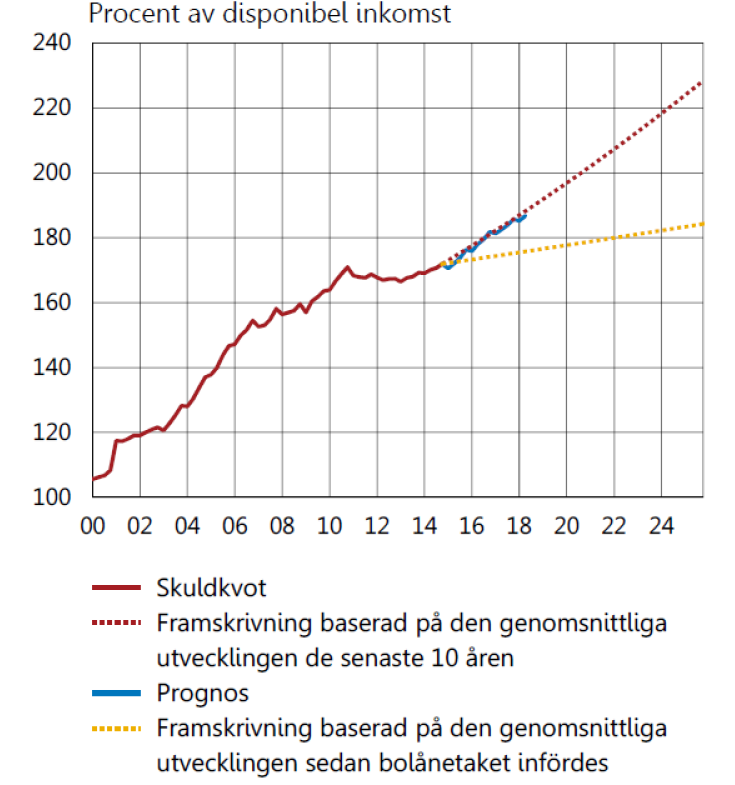 Procent av disponibel inkomst
240
220
200
180
160
140
120
100
00 02 04 06 08 10 12 14 16 18 20 22 24
Skuldkvot
Framskrivning baserad på den genomsnittliga
utvecklingen de senaste 10 åren
Prognos
Framskrivning baserad på den genomsnittliga
utvecklingen sedan bolånetaket infördes